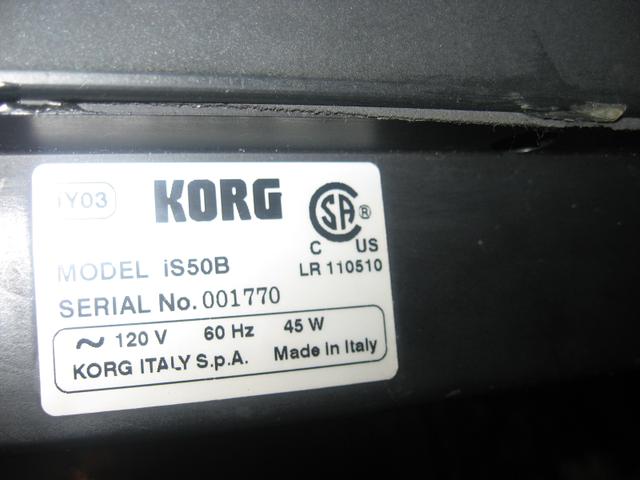 Y03
KORG
SA ®
C US
LR 110510
MODEL iS50B
SERIAL No. 001770
~ 120 V 60 Hz 45 W
KORG ITALY S.p.A. Made in Italy